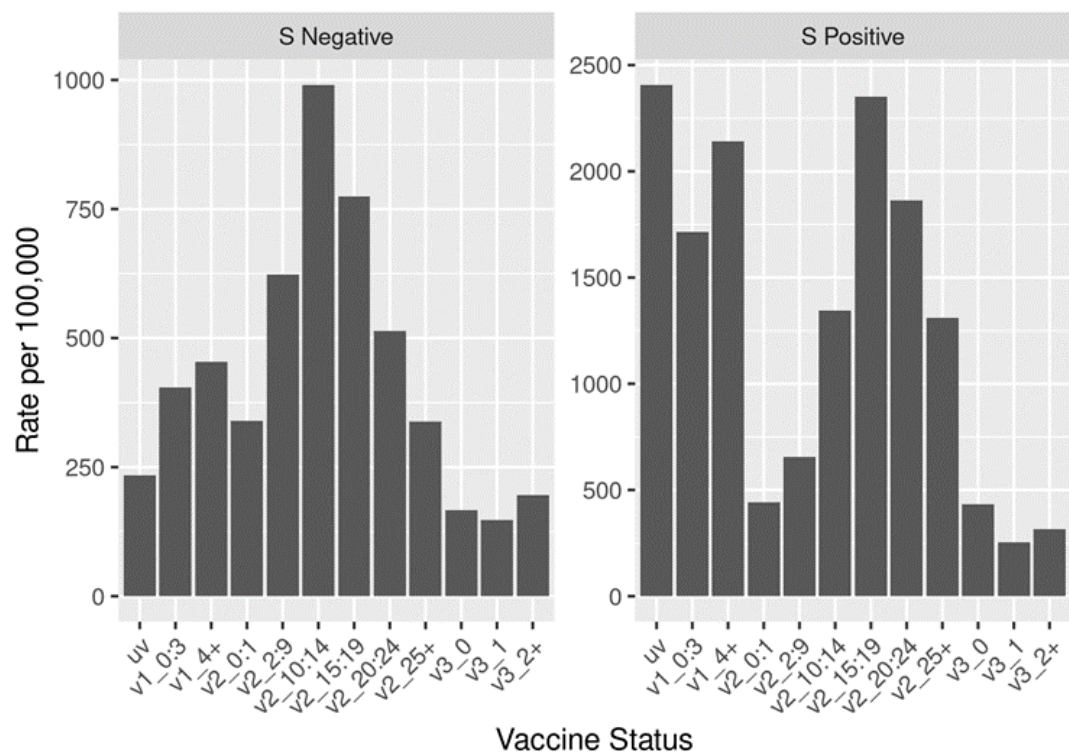 S Negative
S Positive
Rate per 100,000
1000
750
500
250
0
2500
2000
1500
1000
500
0
uv
v1_0:3
v1_4+
v2_0:1
v2_2:9
v2_10:14
v2_15:19
v2_20:24
v2_25+
v3_0
v3_1
v3_2+
uv
v1_0:3
v1_4+
v2_0:1
v2_2:9
v2_10:14
v2_15:19
v2_20:24
v2_25+
v3_0
v3_1
v3_2+
Vaccine Status